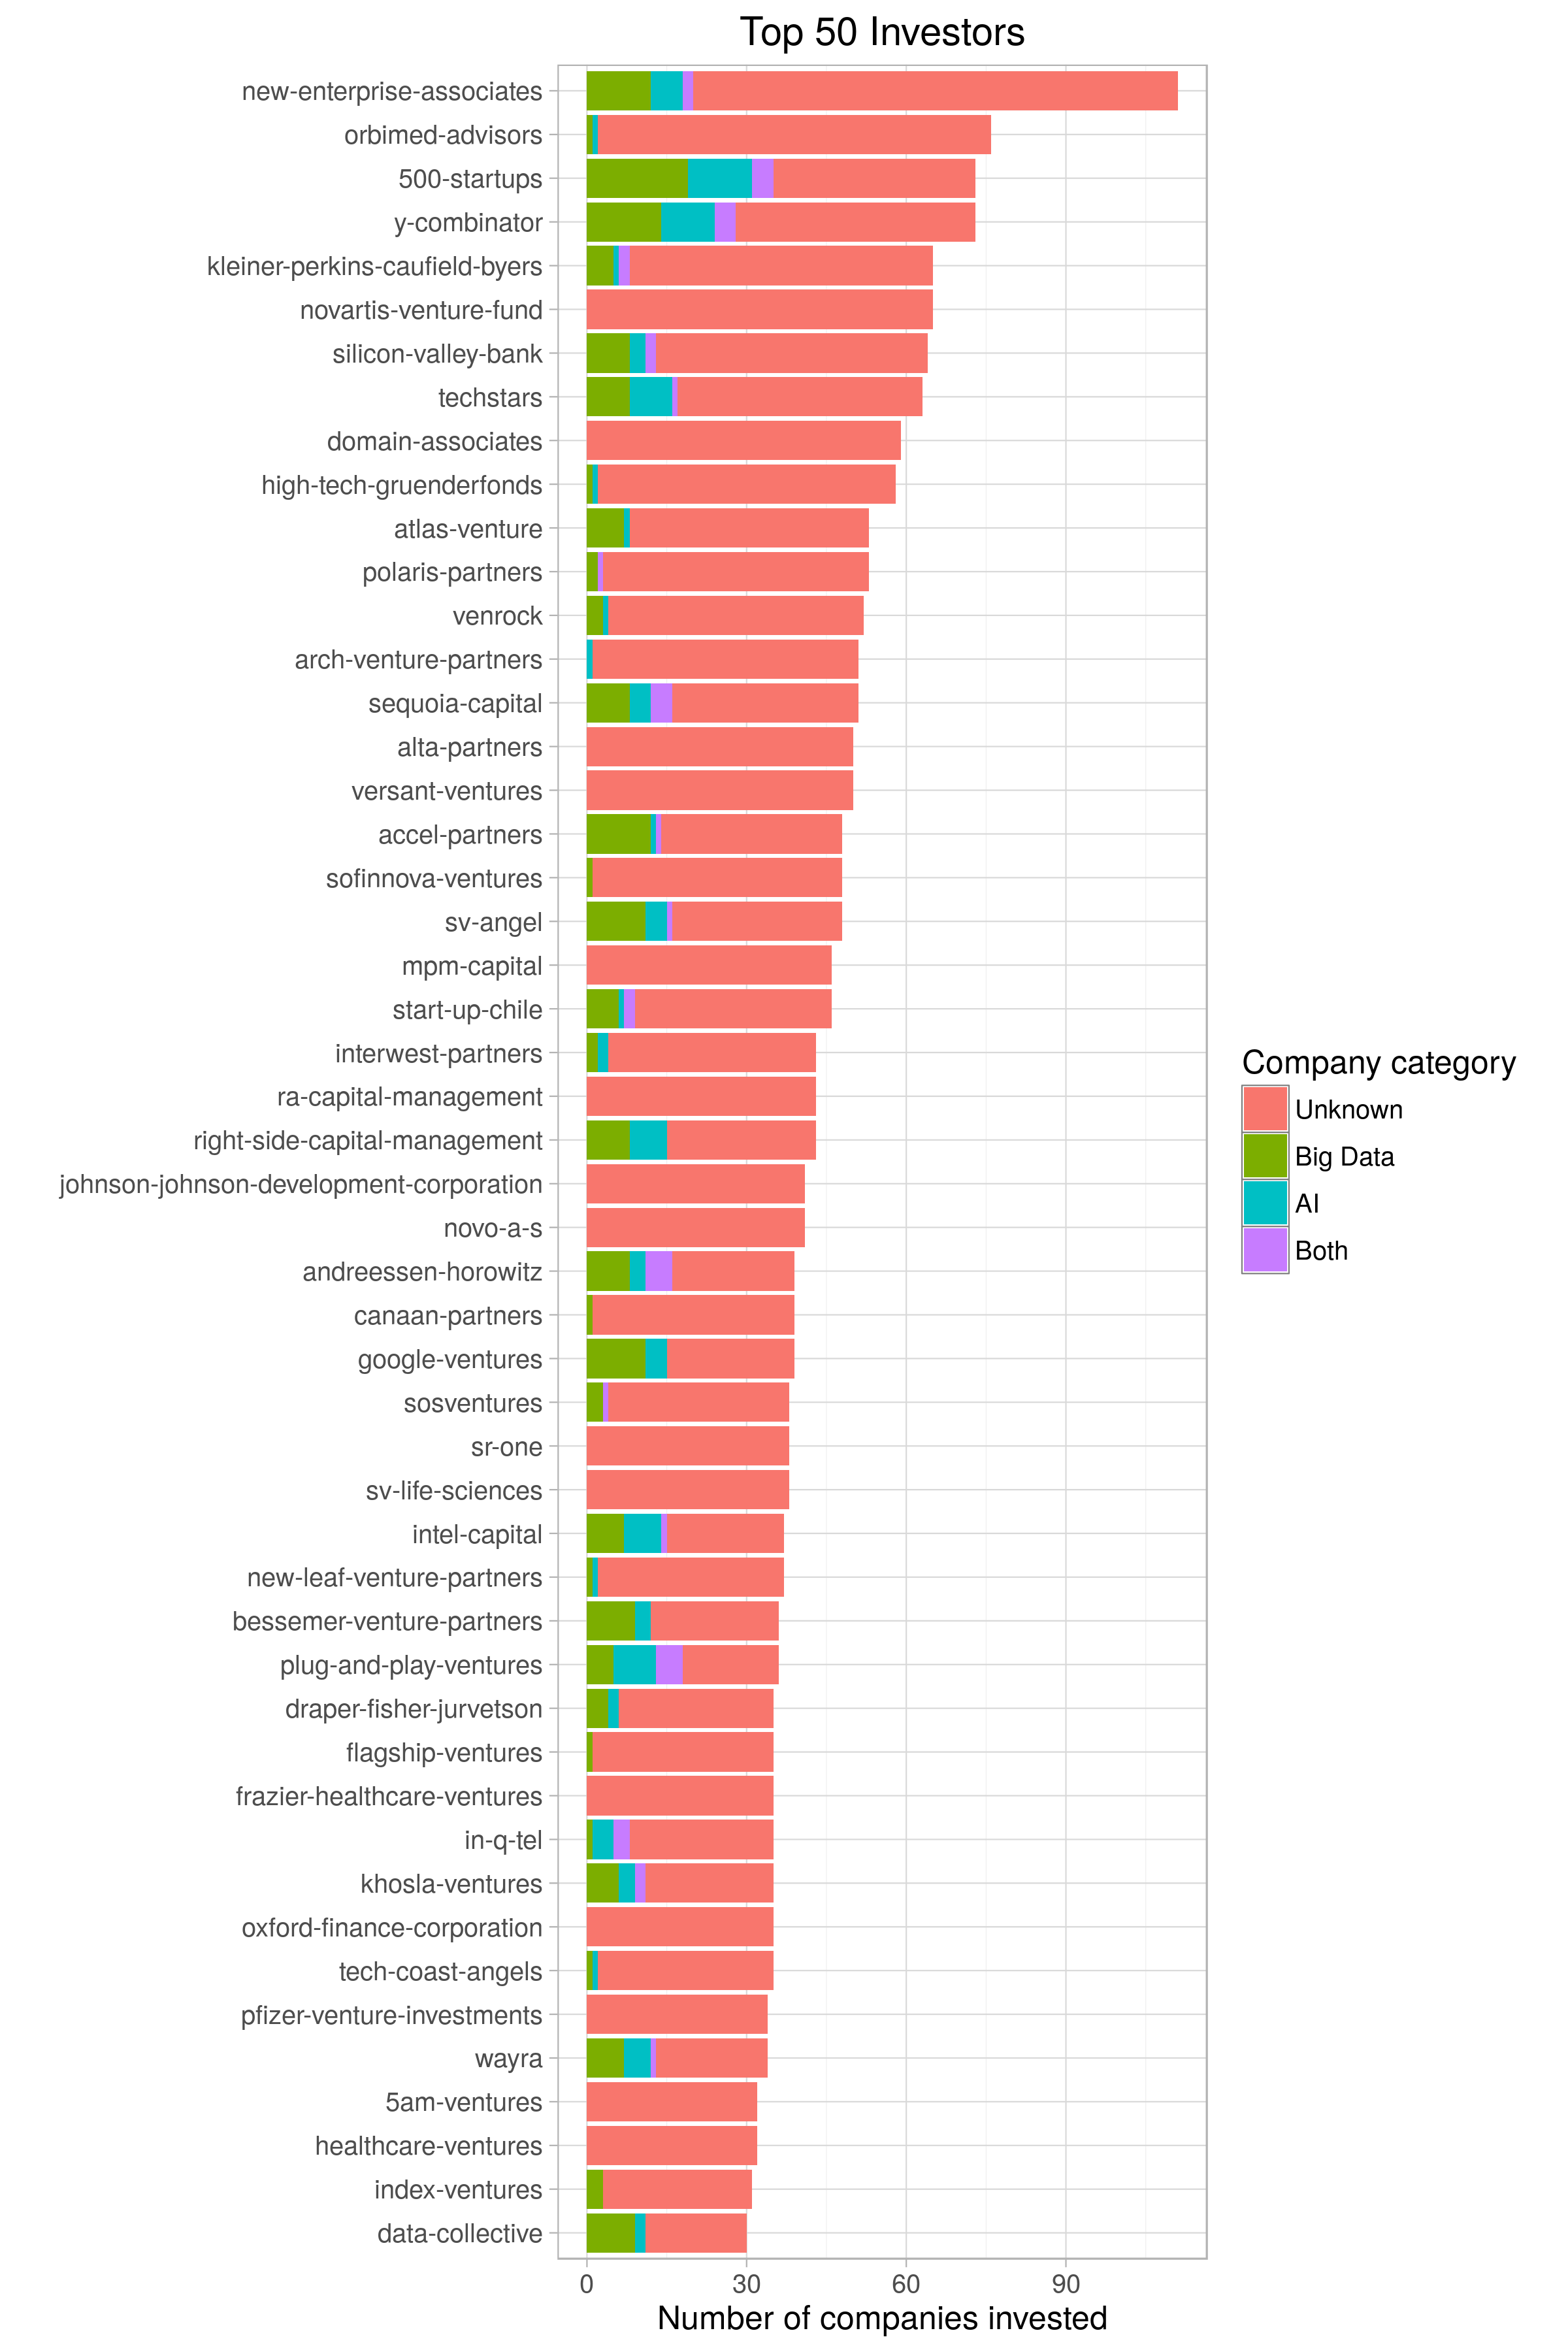 Top 50 Investors
new-enterprise-associates
orbimed-advisors
500-startups
y-combinator
kleiner-perkins-caufield-byers
novartis-venture-fund
silicon-valley-bank
techstars
domain-associates
high-tech-gruenderfonds
atlas-venture
polaris-partners
venrock
arch-venture-partners
sequoia-capital
alta-partners
versant-ventures
accel-partners
sofinnova-ventures
sv-angel
mpm-capital
start-up-chile
interwest-partners
ra-capital-management
right-side-capital-management
johnson-johnson-development-corporation
novo-a-s
andreessen-horowitz
canaan-partners
google-ventures
sosventures
sr-one
sv-life-sciences
intel-capital
new-leaf-venture-partners
bessemer-venture-partners
plug-and-play-ventures
draper-fisher-jurvetson
flagship-ventures
frazier-healthcare-ventures
in-q-tel
khosla-ventures
oxford-finance-corporation
tech-coast-angels
pfizer-venture-investments
wayra
5am-ventures
healthcare-ventures
index-ventures
data-collective
0 30 60 90
Number of companies invested
Company category
Unknown
Big Data
AI
Both